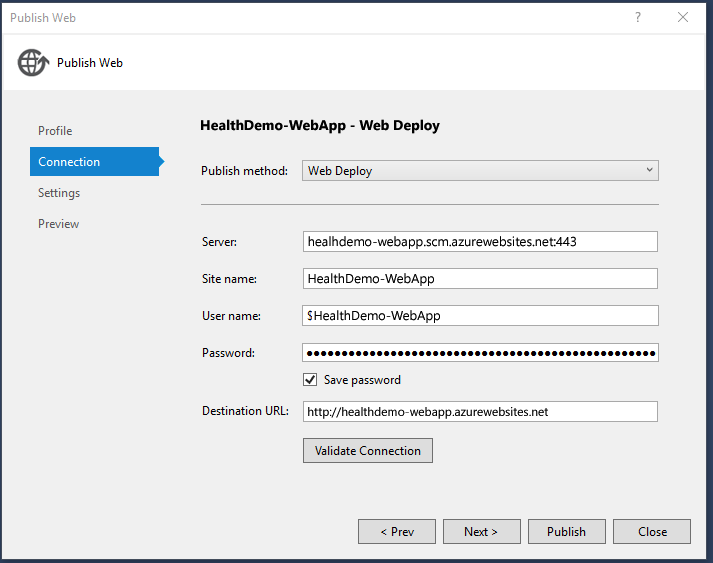 Publish Web
?
Publish Web
Profile
Connection
Settings
Preview
HealthDemo-WebApp - Web Deploy
Publish method: Web Deploy
Server: healhdemo-webapp.scm.azurewebsites.net:443
Site name: HealthDemo-WebApp
User name: $HealthDemo-WebApp
Password: ••••••••••••••••••••••••••••••••••••••••••••••••••
Save password
Destination URL: http://healthdemo-webapp.azurewebsites.net
Validate Connection
< Prev Next > Publish Close